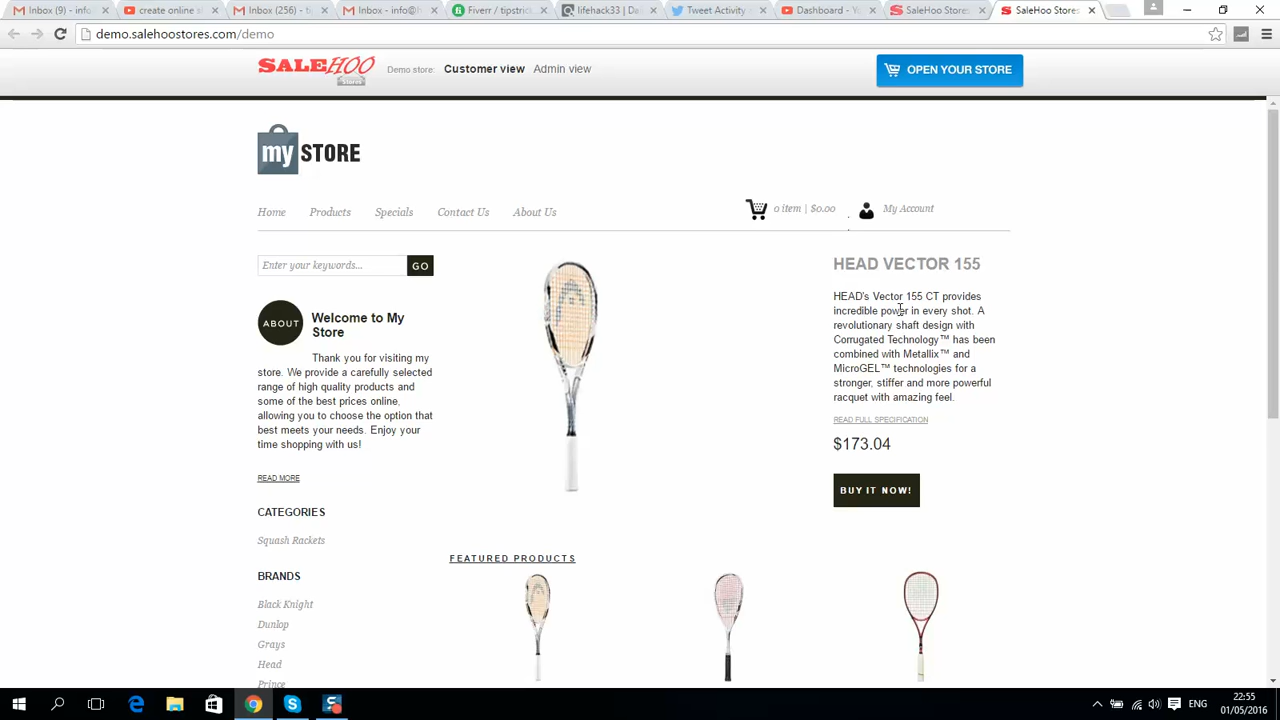 Inbox (9) - info
create online s
Inbox (256) - ti
Inbox - info@
Fiverr / tipstric
lifehack33 | Da
Tweet Activity
Dashboard - Yo
SaleHoo Stores
SaleHoo Stores
demo.salehoostores.com/demo
SALEHOO
Stores
Demo store:
Customer view
Admin view
OPEN YOUR STORE
my STORE
Home
Products
Specials
Contact Us
About Us
0 item | $0.00
My Account
Enter your keywords...
GO
ABOUT
Welcome to My
Store
Thank you for visiting my
store. We provide a carefully selected
range of high quality products and
some of the best prices online,
allowing you to choose the option that
best meets your needs. Enjoy your
time shopping with us!
READ MORE
CATEGORIES
Squash Rackets
BRANDS
Black Knight
Dunlop
Grays
Head
Prince
HEAD VECTOR 155
HEAD's Vector 155 CT provides
incredible power in every shot. A
revolutionary shaft design with
Corrugated Technology™ has been
combined with Metallix™ and
MicroGEL™ technologies for a
stronger, stiffer and more powerful
racquet with amazing feel.
READ FULL SPECIFICATION
$173.04
BUY IT NOW!
FEATURED PRODUCTS
ENG
22:55
01/05/2016